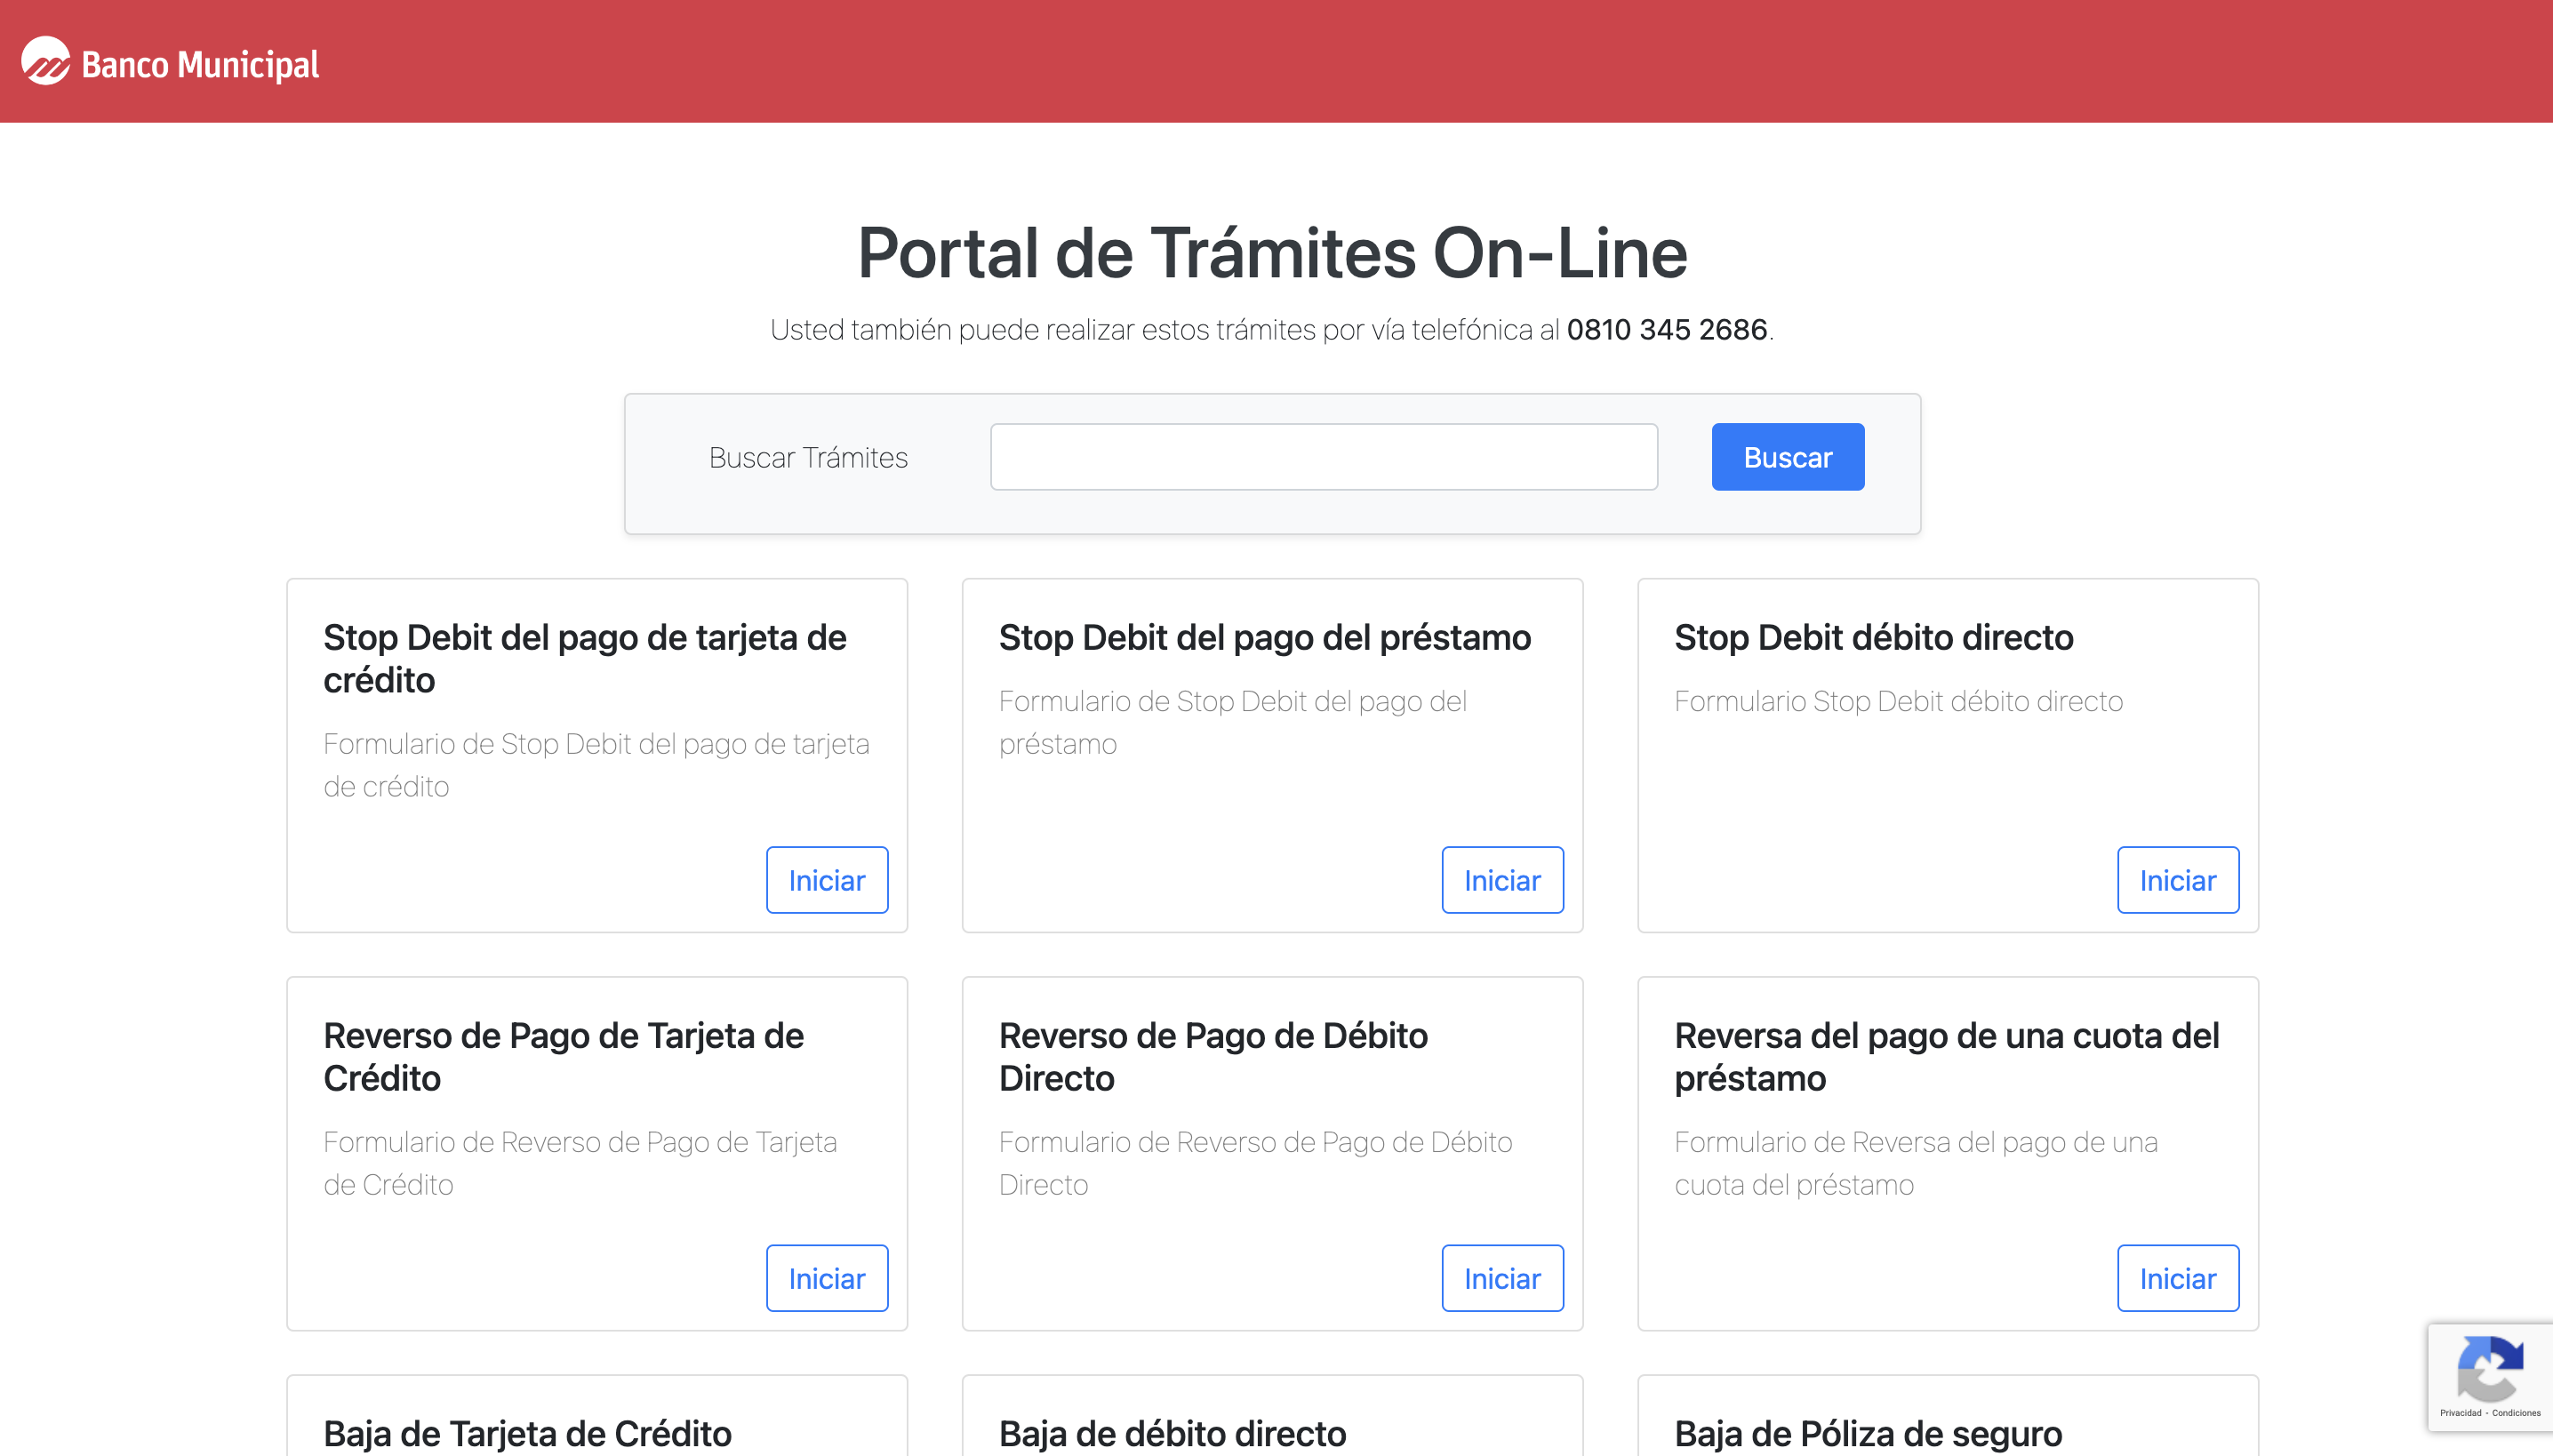 Banco Municipal
Portal de Trámites On-Line
Usted también puede realizar estos trámites por vía telefónica al 0810 345 2686.
Buscar Trámites
Buscar
Stop Debit del pago de tarjeta de
crédito
Formulario de Stop Debit del pago de tarjeta
de crédito
Iniciar
Stop Debit del pago del préstamo
Formulario de Stop Debit del pago del
préstamo
Iniciar
Stop Debit débito directo
Formulario Stop Debit débito directo
Iniciar
Reverso de Pago de Tarjeta de
Crédito
Formulario de Reverso de Pago de Tarjeta
de Crédito
Iniciar
Reverso de Pago de Débito
Directo
Formulario de Reverso de Pago de Débito
Directo
Iniciar
Reversa del pago de una cuota del
préstamo
Formulario de Reversa del pago de una
cuota del préstamo
Iniciar
Baja de Tarjeta de Crédito
Baja de débito directo
Baja de Póliza de seguro
Privacidad - Condiciones